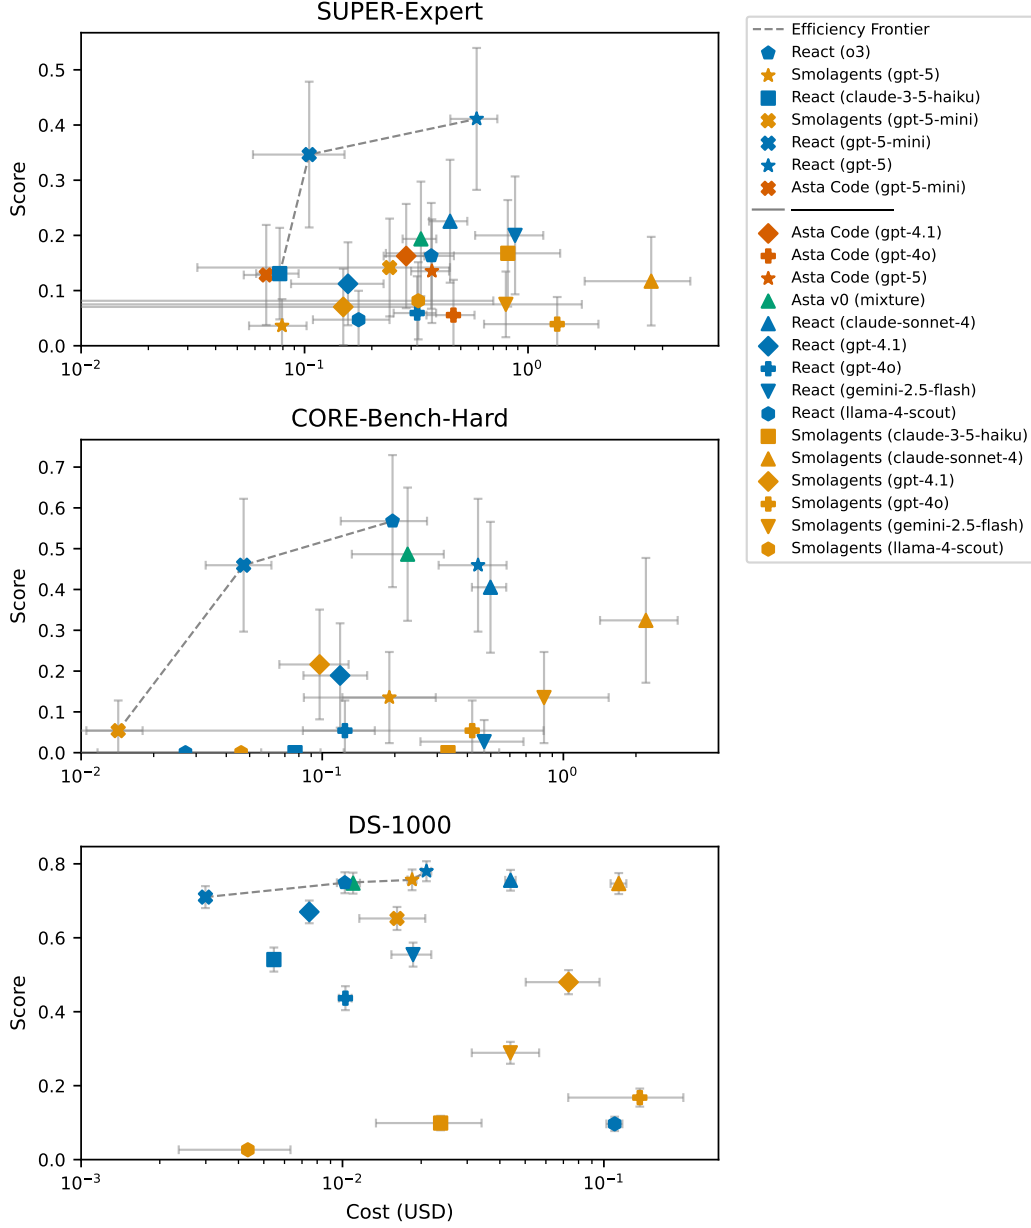 SUPER-Expert
Score
0.5
0.4
0.3
0.2
0.1
0.0
10⁻²
10⁻¹
10⁰
Efficiency Frontier
React (o3)
Smolagents (gpt-5)
React (claude-3-5-haiku)
Smolagents (gpt-5-mini)
React (gpt-5-mini)
React (gpt-5)
Asta Code (gpt-5-mini)
Asta Code (gpt-4.1)
Asta Code (gpt-4o)
Asta Code (gpt-5)
Asta v0 (mixture)
React (claude-sonnet-4)
React (gpt-4.1)
React (gpt-4o)
React (gemini-2.5-flash)
React (llama-4-scout)
Smolagents (claude-3-5-haiku)
Smolagents (claude-sonnet-4)
Smolagents (gpt-4.1)
Smolagents (gpt-4o)
Smolagents (gemini-2.5-flash)
Smolagents (llama-4-scout)
CORE-Bench-Hard
Score
0.7
0.6
0.5
0.4
0.3
0.2
0.1
0.0
10⁻²
10⁻¹
10⁰
DS-1000
Score
0.8
0.6
0.4
0.2
0.0
10⁻³
10⁻²
10⁻¹
Cost (USD)